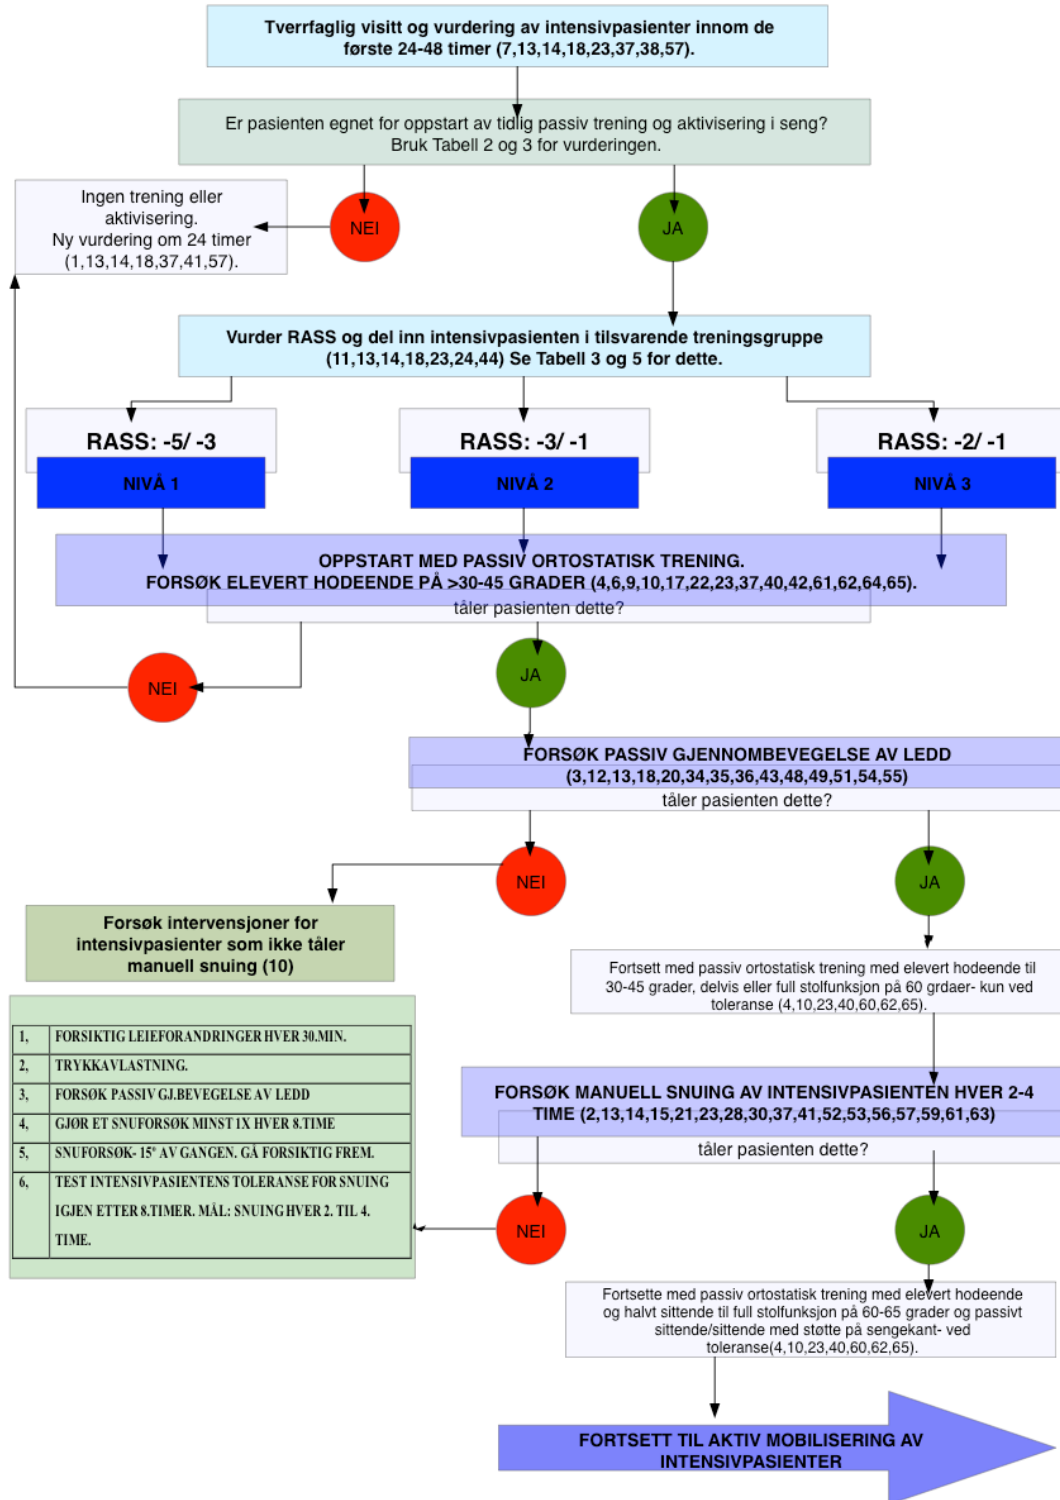 Tverrfaglig visitt og vurdering av intensivpasienter innom de
første 24-48 timer (7,13,14,18,23,37,38,57).
Er pasienten egnet for oppstart av tidlig passiv trening og aktivisering i seng?
Bruk Tabell 2 og 3 for vurderingen.
Ingen trening eller
aktivisering.
Ny vurdering om 24 timer
(1,13,14,18,37,41,57).
NEI
JA
Vurder RASS og del inn intensivpasienten i tilsvarende treningsgruppe
(11,13,14,18,23,24,44) Se Tabell 3 og 5 for dette.
RASS: -5/ -3
RASS: -3/ -1
RASS: -2/ -1
NIVÅ 1
NIVÅ 2
NIVÅ 3
OPPSTART MED PASSIV ORTOSTATISK TRENING.
FORSØK ELEVERT HODEENDE PÅ >30-45 GRADER (4,6,9,10,17,22,23,37,40,42,61,62,64,65).
tåler pasienten dette?
NEI
JA
FORSØK PASSIV GJENNOMBEVEGELSE AV LEDD
(3,12,13,18,20,34,35,36,43,48,49,51,54,55)
tåler pasienten dette?
NEI
JA
Forsøk intervensjoner for
intensivpasienter som ikke tåler
manuell snuing (10)
Fortsett med passiv ortostatisk trening med elevert hodeende til
30-45 grader, delvis eller full stolfunksjon på 60 grdaer- kun ved
toleranse (4,10,23,40,60,62,65).
1, FORSIKTIG LEIEFORANDRINGER HVER 30.MIN.
2, TRYKKAVLASTNING.
3, FORSØK PASSIV GJ.BEVEGELSE AV LEDD
4, GJØR ET SNUFORSØK MINST 1X HVER 8.TIME
5, SNUFORSØK- 15° AV GANGEN. GÅ FORSIKTIG FREM.
6, TEST INTENSIVPASIENTENS TOLERANSE FOR SNUING
IGJEN ETTER 8.TIMER. MÅL: SNUING HVER 2. TIL 4.
TIME.
FORSØK MANUELL SNUING AV INTENSIVPASIENTEN HVER 2-4
TIME (2,13,14,15,21,23,28,30,37,41,52,53,56,57,59,61,63)
tåler pasienten dette?
NEI
JA
Fortsette med passiv ortostatisk trening med elevert hodeende
og halvt sittende til full stolfunksjon på 60-65 grader og passivt
sittende/sittende med støtte på sengekant- ved
toleranse(4,10,23,40,60,62,65).
FORTSETT TIL AKTIV MOBILISERING AV
INTENSIVPASIENTER